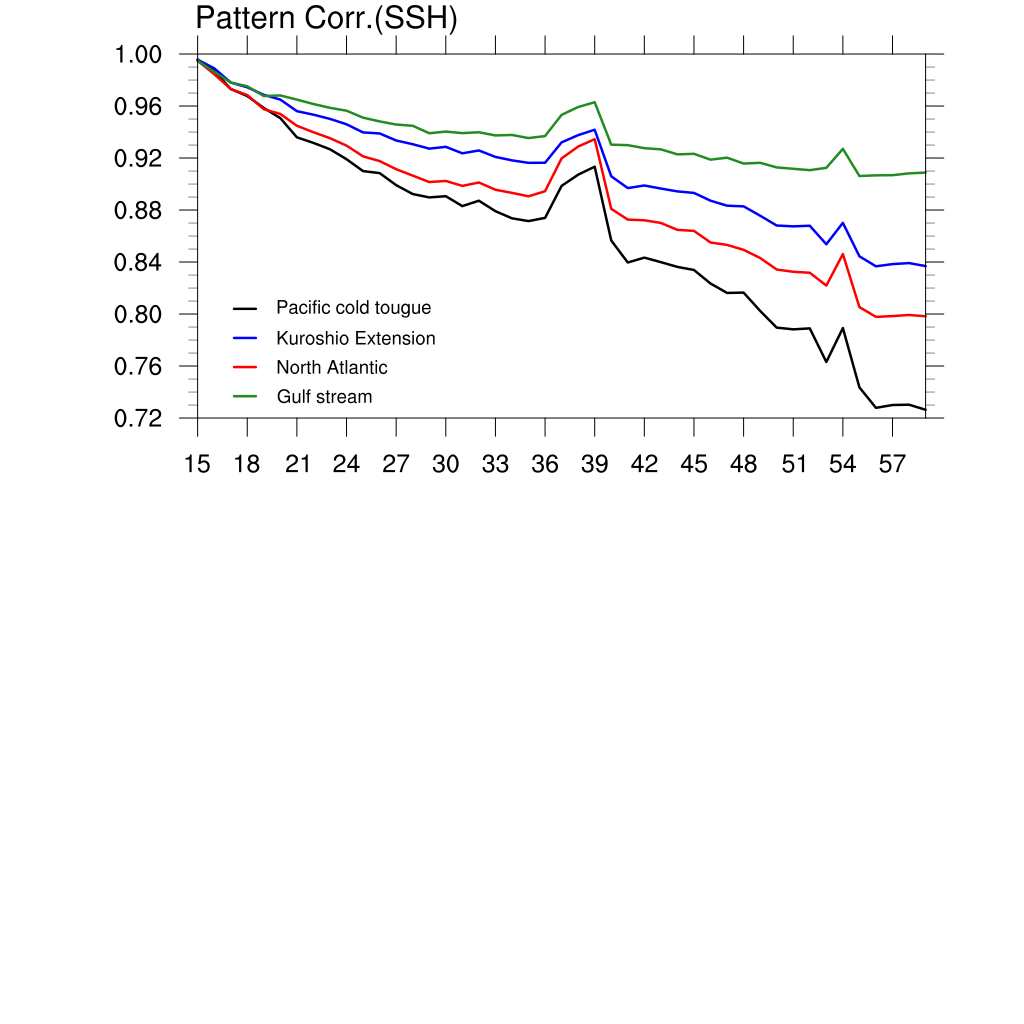 Pattern Corr.(SSH)
1.00
0.96
0.92
0.88
0.84
0.80
0.76
0.72
Pacific cold tougue
Kuroshio Extension
North Atlantic
Gulf stream
15 18 21 24 27 30 33 36 39 42 45 48 51 54 57